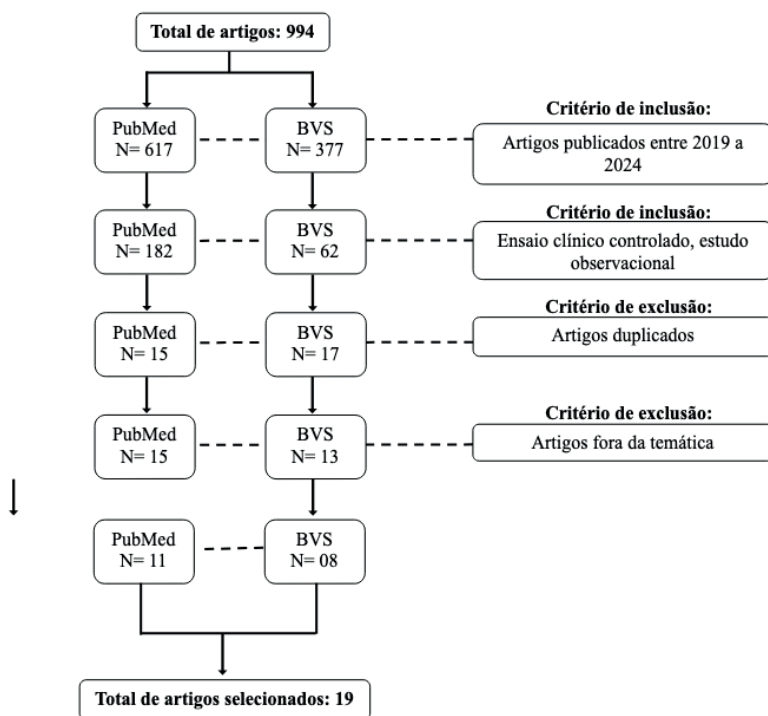 Total de artigos: 994
Critério de inclusão:
PubMed
N= 617
BVS
N= 377
Artigos publicados entre 2019 a
2024
Critério de inclusão:
PubMed
N= 182
BVS
N= 62
Ensaio clínico controlado, estudo
observacional
Critério de exclusão:
PubMed
N= 15
BVS
N= 17
Artigos duplicados
Critério de exclusão:
PubMed
N= 15
BVS
N= 13
Artigos fora da temática
PubMed
N= 11
BVS
N= 08
Total de artigos selecionados: 19